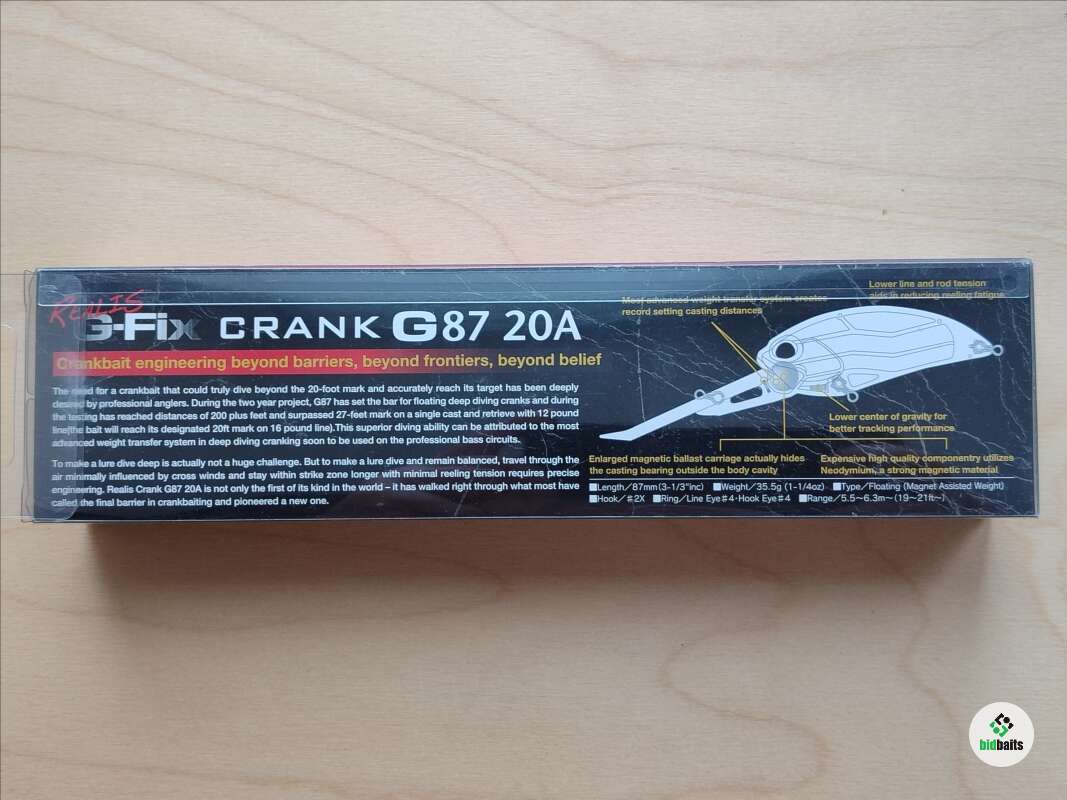 REALIS
G-Fix CRANK G87 20A
Crankbait engineering beyond barriers, beyond frontiers, beyond belief
The need for a crankbait that could truly dive beyond the 20-foot mark and accurately reach its target has been deeply
desired by professional anglers. During the two year project, G87 has set the bar for floating deep diving cranks and during
the testing has reached distances of 200 plus feet and surpassed 27-feet mark on a single cast and retrieve with 12 pound
line(the bait will reach its designated 20ft mark on 16 pound line).This superior diving ability can be attributed to the most
advanced weight transfer system in deep diving cranking soon to be used on the professional bass circuits.
To make a lure dive deep is actually not a huge challenge. But to make a lure dive and remain balanced, travel through the
air minimally influenced by cross winds and stay within strike zone longer with minimal reeling tension requires precise
engineering. Realis Crank G87 20A is not only the first of its kind in the world – it has walked right through what most have
called the final barrier in crankbaiting and pioneered a new one.
Most advanced weight transfer system creates
record setting casting distances
Lower line and rod tension
aids in reducing reeling fatigue
Lower center of gravity for
better tracking performance
Enlarged magnetic ballast carriage actually hides
the casting bearing outside the body cavity
Expensive high quality componentry utilizes
Neodymium, a strong magnetic material
■Length/87mm(3-1/3"inc) ■Weight/35.5g (1-1/4oz) ■Type/Floating (Magnet Assisted Weight)
■Hook/#2X ■Ring/Line Eye#4·Hook Eye#4 ■Range/5.5~6.3m~(19~21ft~)
bidbaits